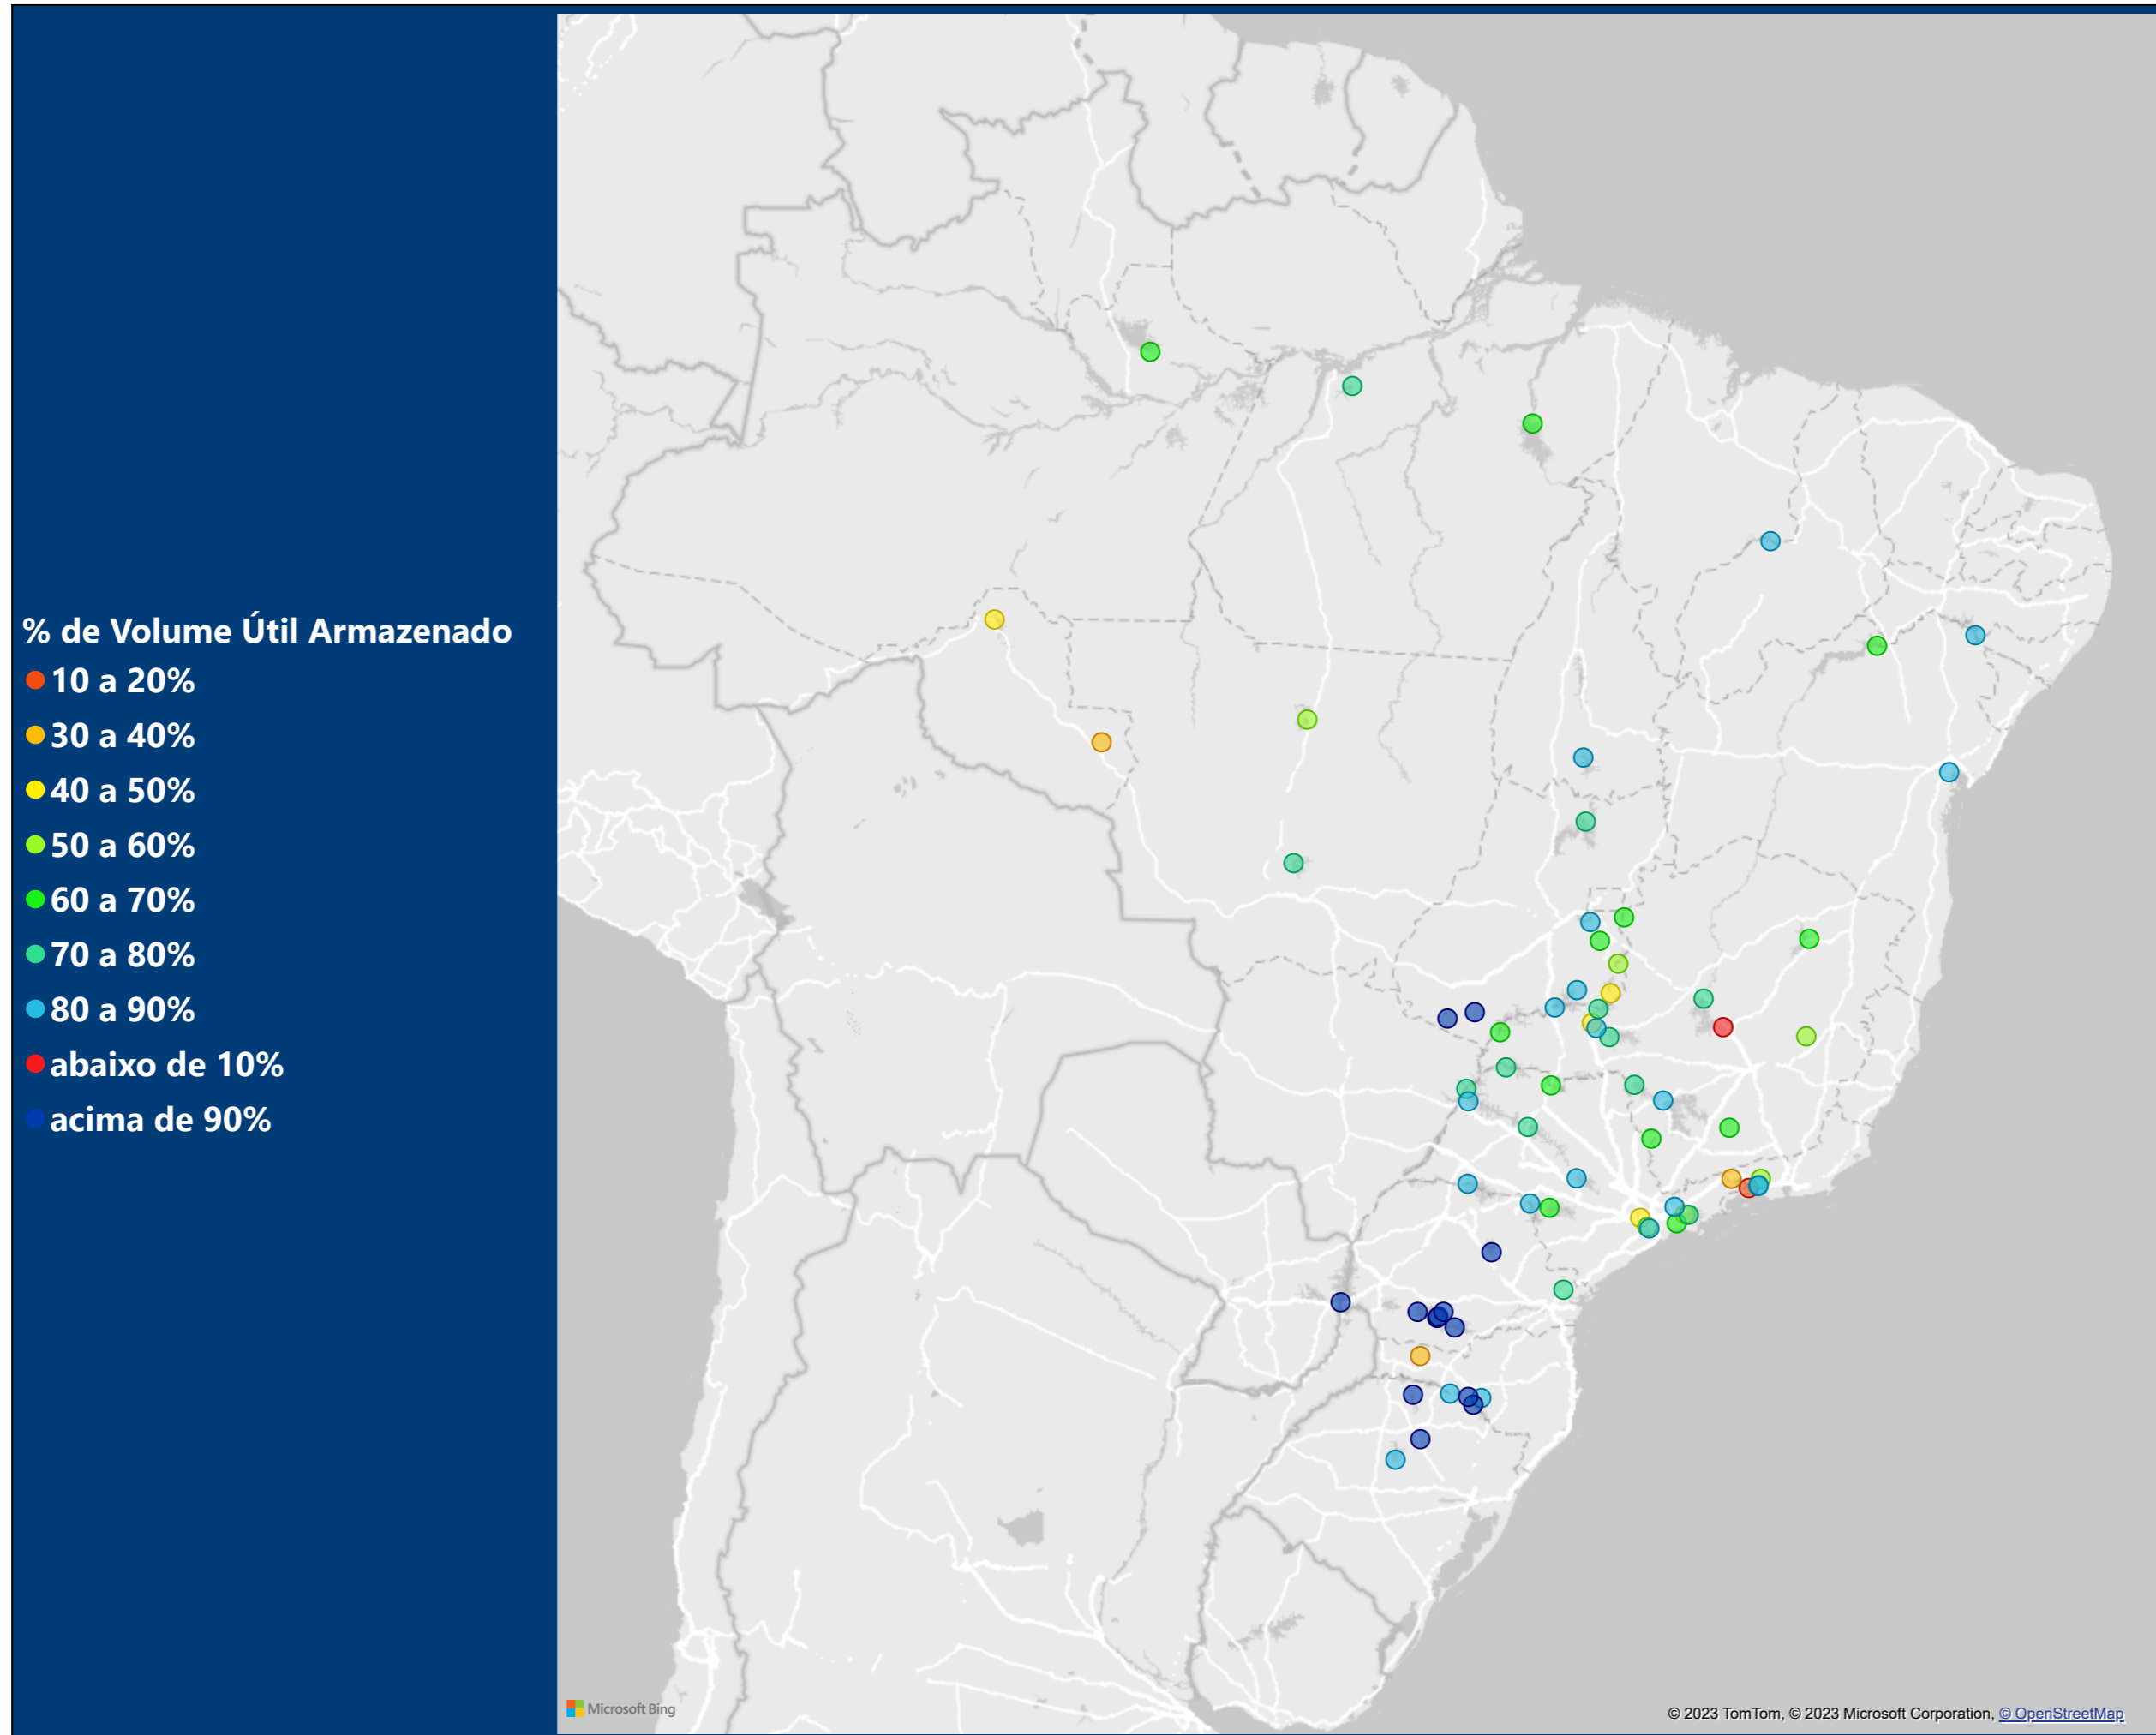 % de Volume Útil Armazenado
10 a 20%
30 a 40%
40 a 50%
50 a 60%
60 a 70%
70 a 80%
80 a 90%
abaixo de 10%
acima de 90%
Microsoft Bing
© 2023 TomTom, © 2023 Microsoft Corporation, © OpenStreetMap